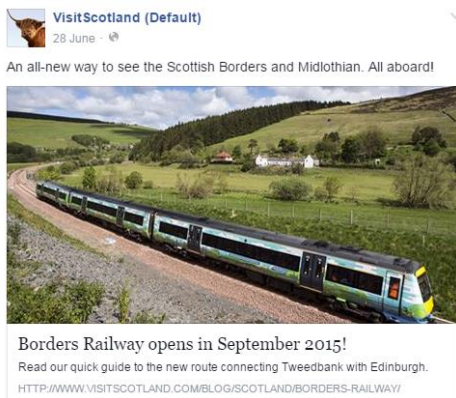 VisitScotland (Default)
28 June ·
An all-new way to see the Scottish Borders and Midlothian. All aboard!
Borders Railway opens in September 2015!
Read our quick guide to the new route connecting Tweedbank with Edinburgh.
HTTP://WWW.VISITSCOTLAND.COM/BLOG/SCOTLAND/BORDERS-RAILWAY/